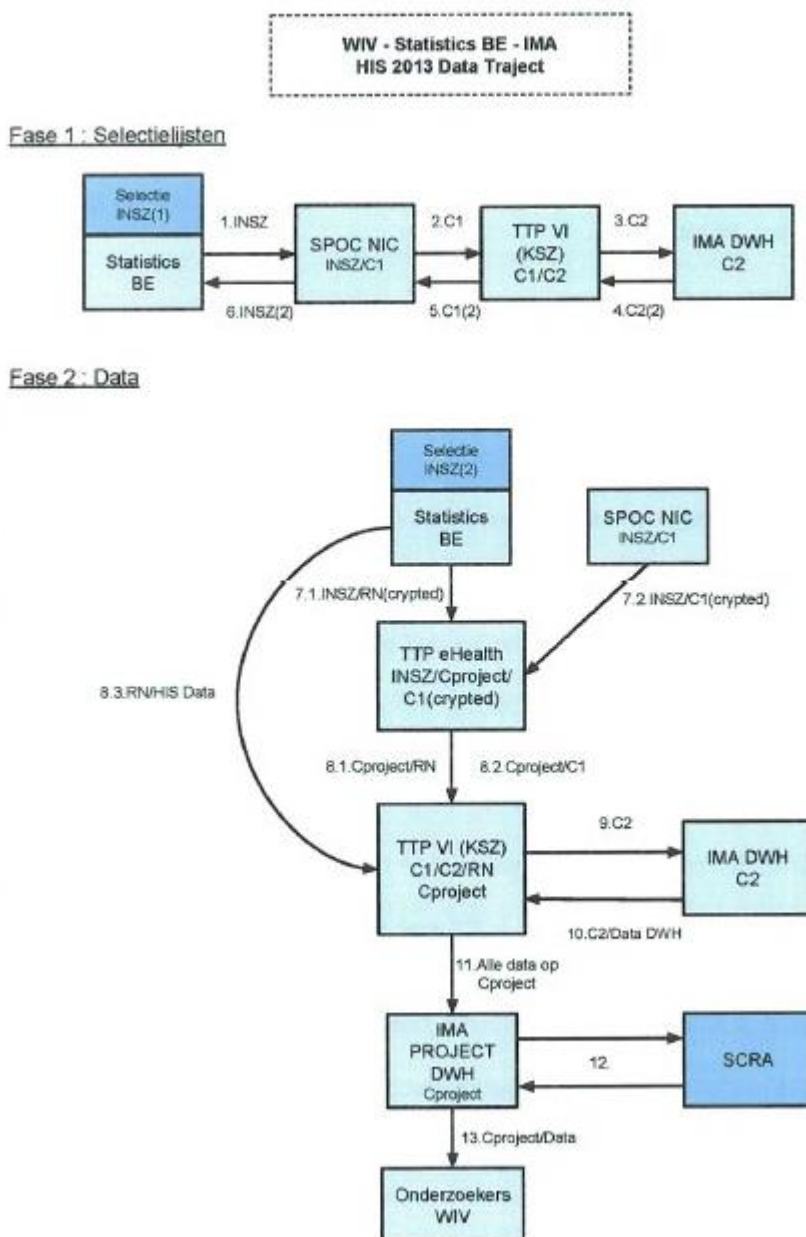 WIV - Statistics BE - IMA
HIS 2013 Data Traject
Fase 1 : Selectielijsten
Selectie
INSZ(1)
Statistics
BE
1.INSZ
6.INSZ(2)
SPOC NIC
INSZ/C1
2.C1
5.C1(2)
TTP VI
(KSZ)
C1/C2
3.C2
4.C2(2)
IMA DWH
C2
Fase 2 : Data
Selectie
INSZ(2)
Statistics
BE
SPOC NIC
INSZ/C1
7.1.INSZ/RN(crypted)
7.2.INSZ/C1(crypted)
TTP eHealth
INSZ/Cproject/
C1(crypted)
8.3.RN/HIS Data
8.1.Cproject/RN
8.2.Cproject/C1
TTP VI (KSZ)
C1/C2/RN
Cproject
9.C2
10.C2/Data DWH
IMA DWH
C2
11.Alle data op
Cproject
IMA
PROJECT
DWH
Cproject
12.
SCRA
13.Cproject/Data
Onderzoekers
WIV